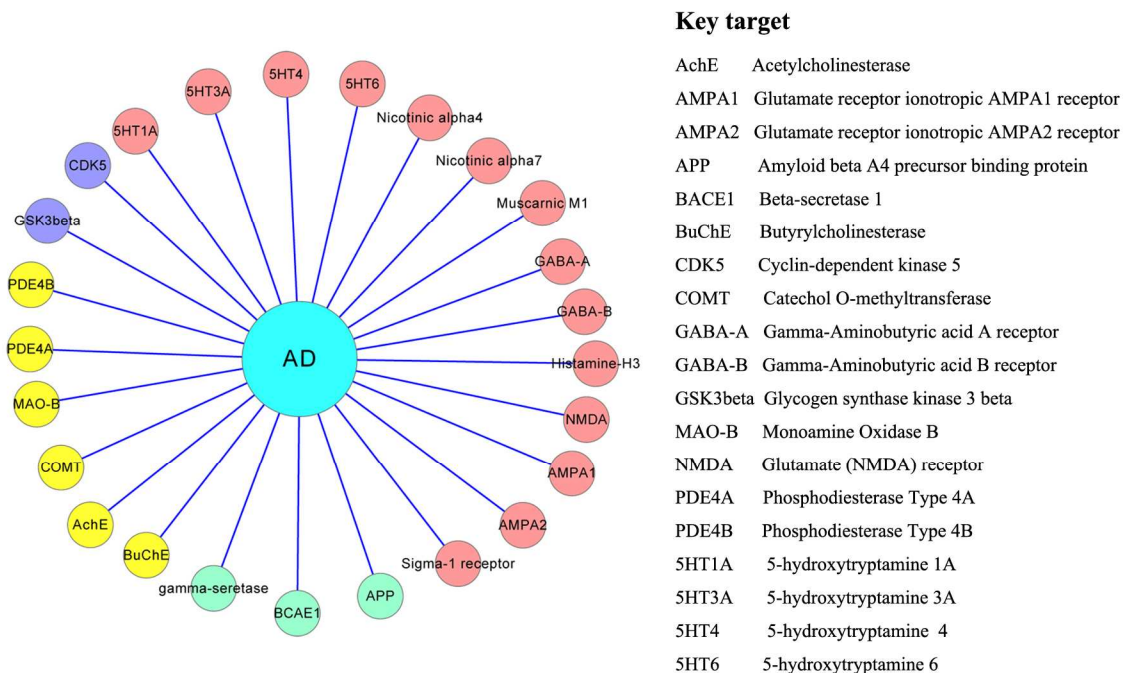 5HT4
5HT6
5HT3A
Nicotinic alpha4
5HT1A
Nicotinic alpha7
CDK5
Muscarnic M1
GSK3beta
GABA-A
PDE4B
GABA-B
PDE4A
AD
Histamine-H3
MAO-B
NMDA
COMT
AMPA1
AchE
AMPA2
BuChE
Sigma-1 receptor
gamma-seretase
APP
BCAE1
Key target
AchE Acetylcholinesterase
AMPA1 Glutamate receptor ionotropic AMPA1 receptor
AMPA2 Glutamate receptor ionotropic AMPA2 receptor
APP Amyloid beta A4 precursor binding protein
BACE1 Beta-secretase 1
BuChE Butyrylcholinesterase
CDK5 Cyclin-dependent kinase 5
COMT Catechol O-methyltransferase
GABA-A Gamma-Aminobutyric acid A receptor
GABA-B Gamma-Aminobutyric acid B receptor
GSK3beta Glycogen synthase kinase 3 beta
MAO-B Monoamine Oxidase B
NMDA Glutamate (NMDA) receptor
PDE4A Phosphodiesterase Type 4A
PDE4B Phosphodiesterase Type 4B
5HT1A 5-hydroxytryptamine 1A
5HT3A 5-hydroxytryptamine 3A
5HT4 5-hydroxytryptamine 4
5HT6 5-hydroxytryptamine 6